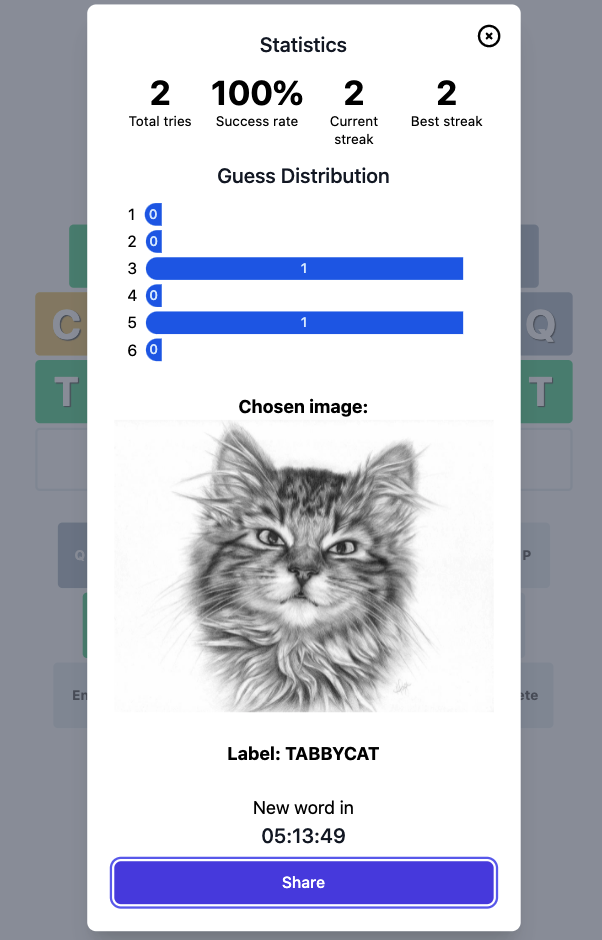 Statistics
2 100% 2 2
Total tries Success rate Current streak Best streak
Guess Distribution
1 0
2 0
3 1
4 0
5 1
6 0
C Q
T T
Chosen image:
Q P
En ete
Label: TABBYCAT
New word in
05:13:49
Share